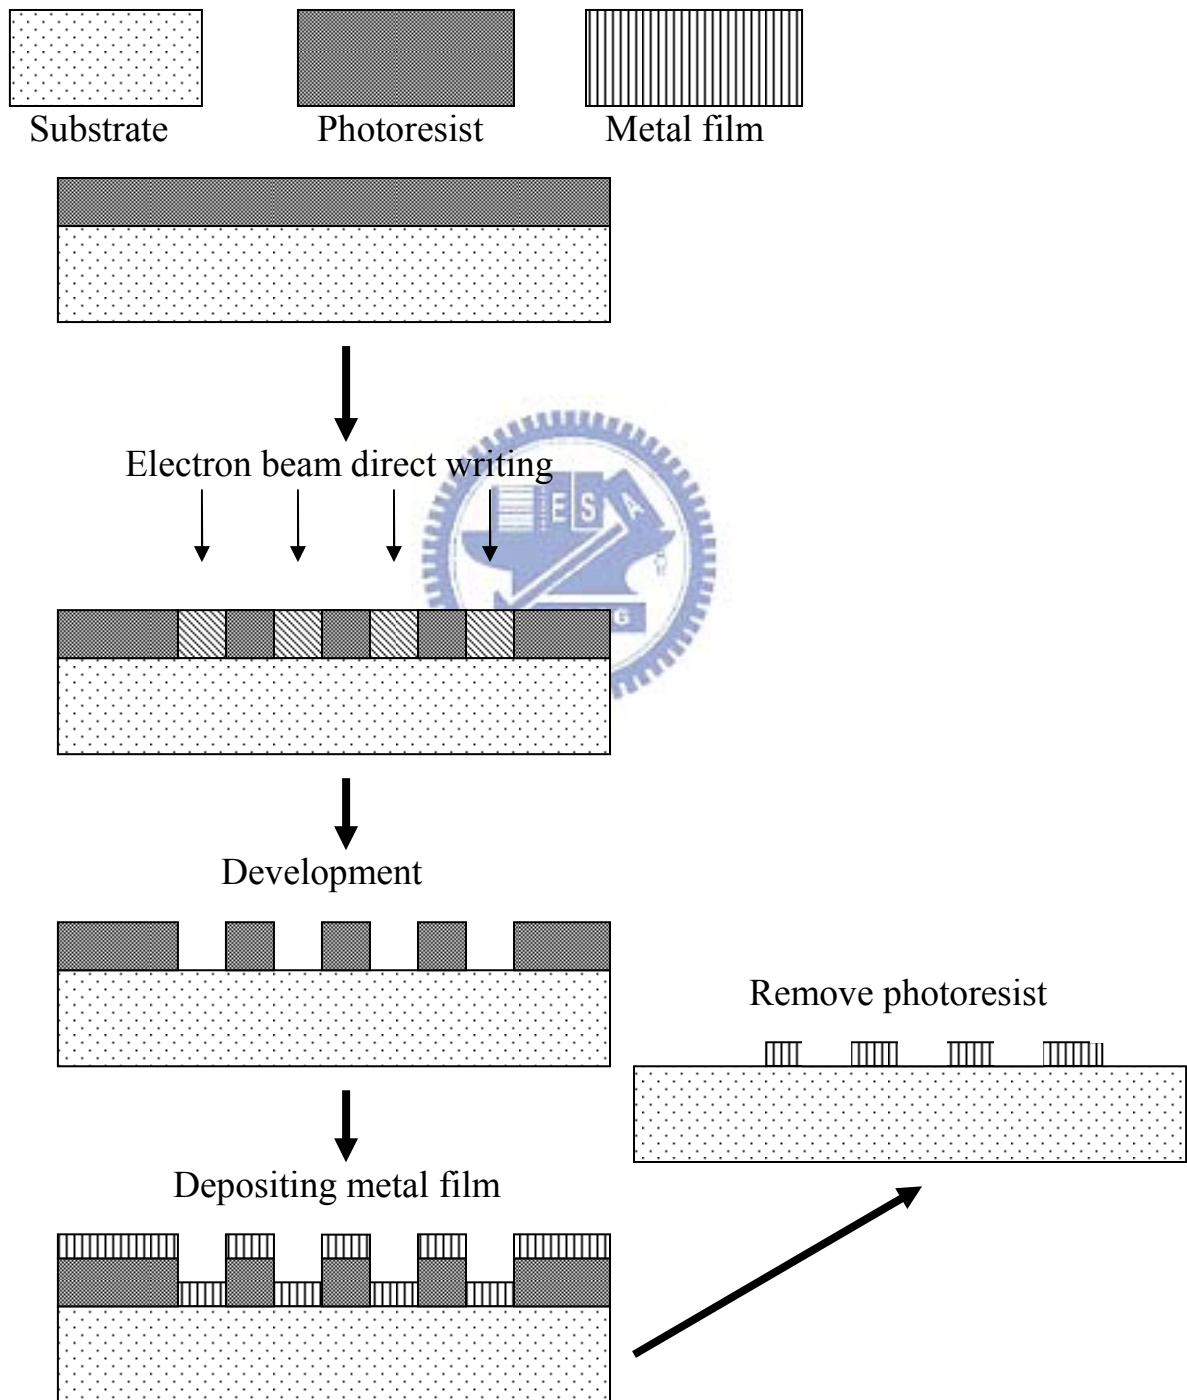 Substrate
Photoresist
Metal film
Electron beam direct writing
E S A
G
Development
Remove photoresist
Depositing metal film